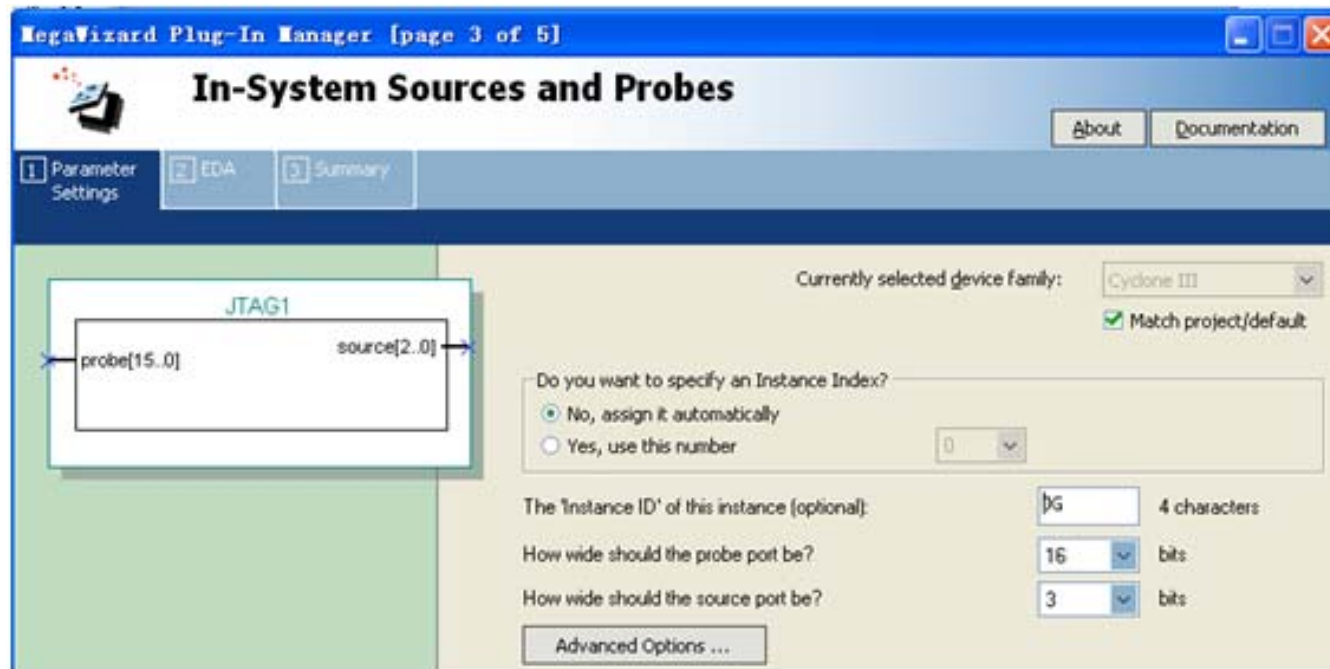 MegaWizard Plug-In Manager [page 3 of 5]
In-System Sources and Probes
About
Documentation
1 Parameter Settings
2 EDA
3 Summary
Currently selected device family:
Cyclone III
Match project/default
JTAG1
probe[15..0]
source[2..0]
Do you want to specify an Instance Index?
No, assign it automatically
Yes, use this number
0
The 'Instance ID' of this instance (optional):
4 characters
How wide should the probe port be?
16
bits
How wide should the source port be?
3
bits
Advanced Options ...